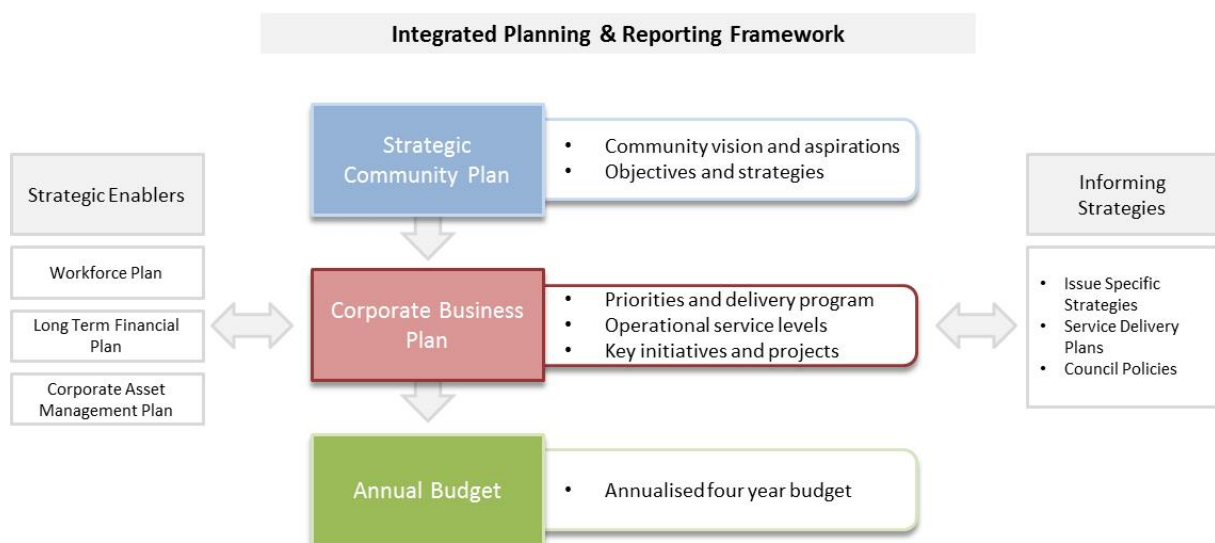 Integrated Planning & Reporting Framework
Strategic
Community Plan
• Community vision and aspirations
• Objectives and strategies
Strategic Enablers
Workforce Plan
Long Term Financial
Plan
Corporate Asset
Management Plan
Corporate Business
Plan
• Priorities and delivery program
• Operational service levels
• Key initiatives and projects
Informing
Strategies
• Issue Specific
Strategies
• Service Delivery
Plans
• Council Policies
Annual Budget
• Annualised four year budget